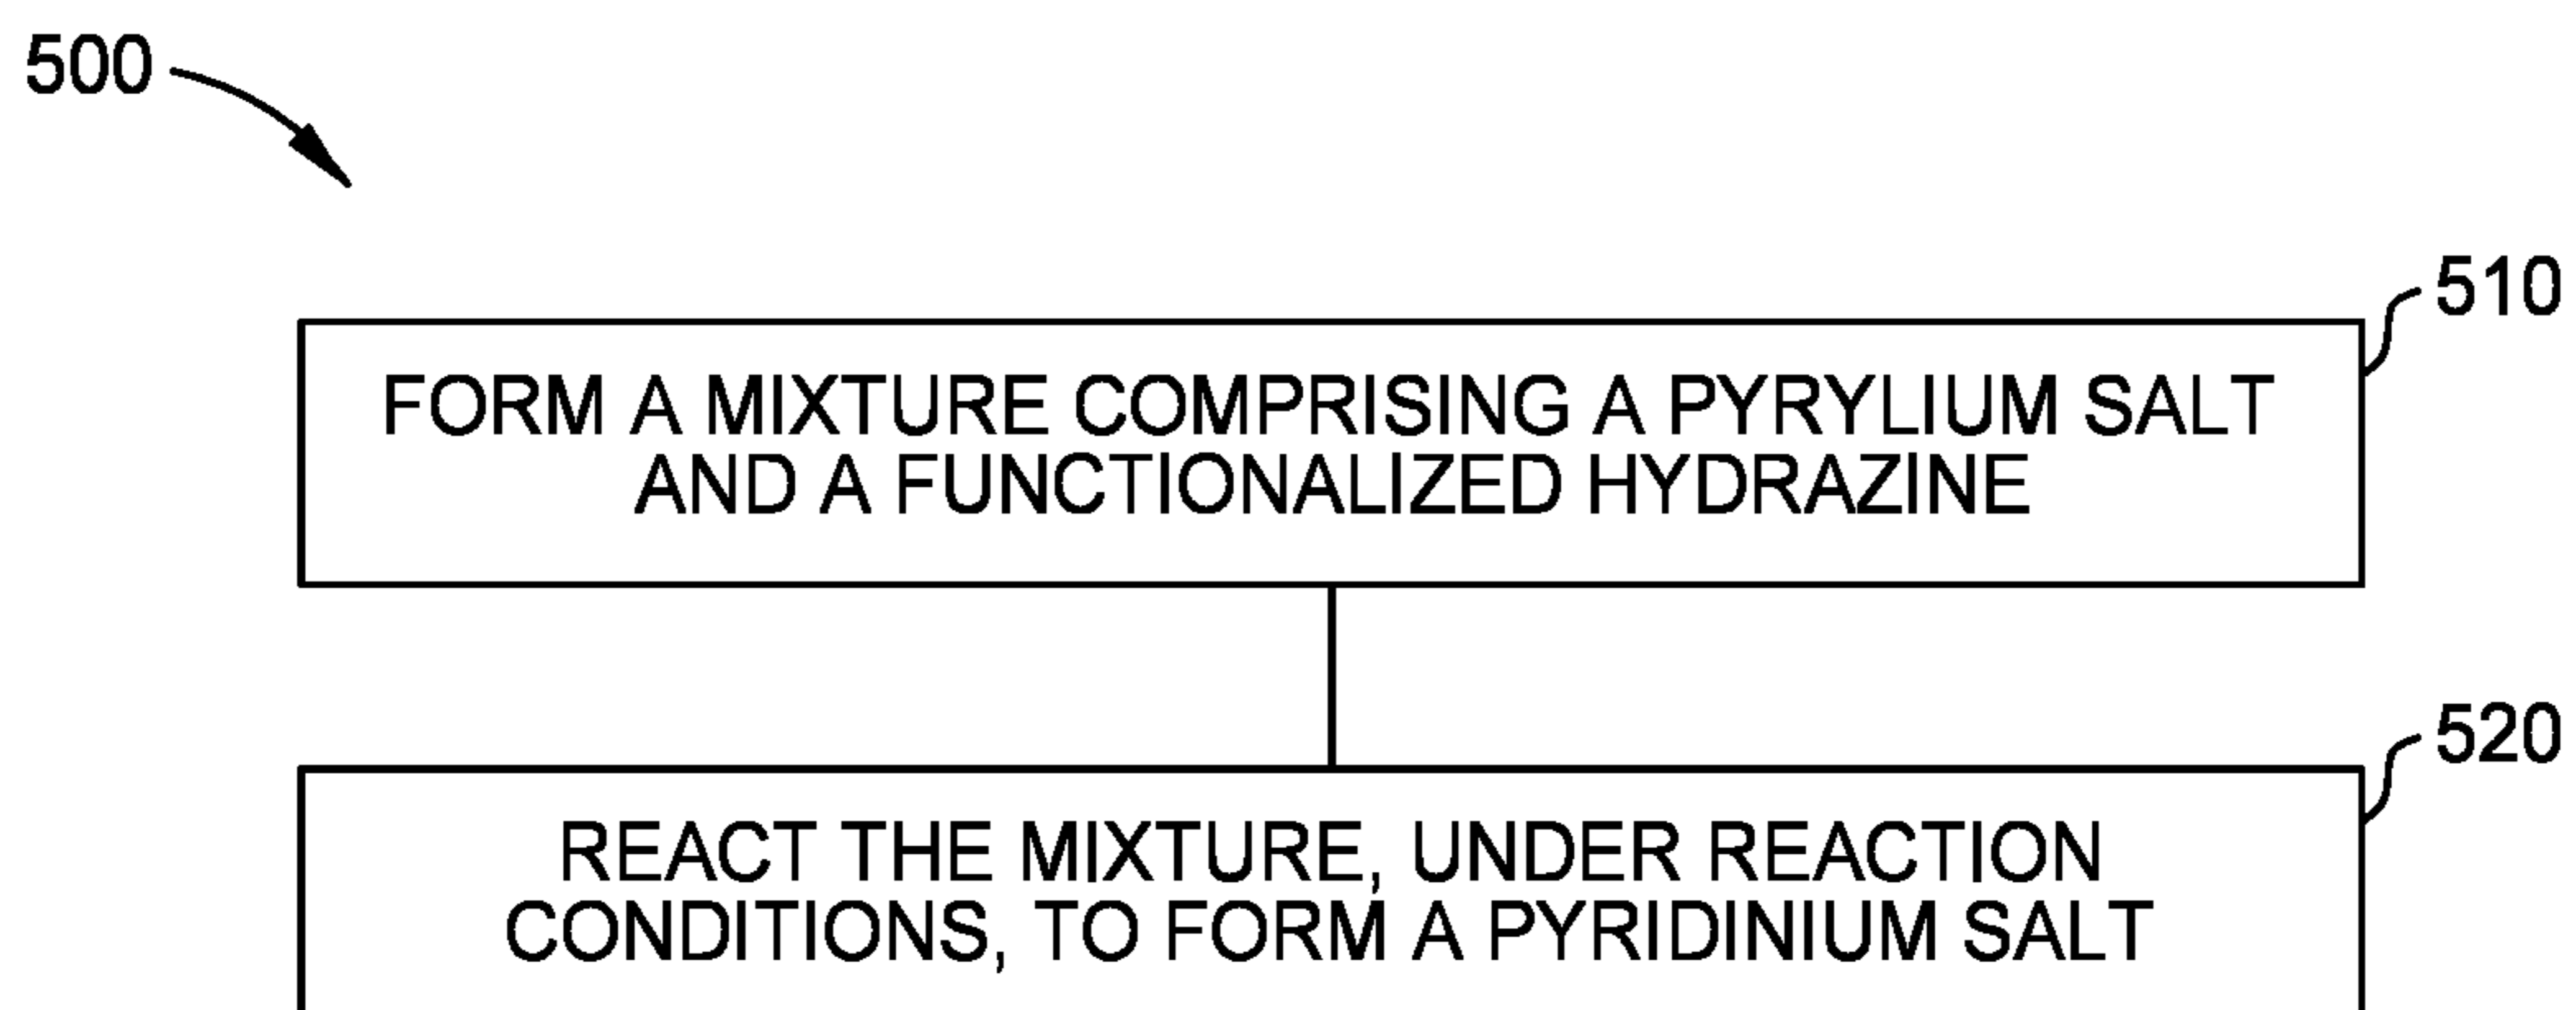 500
510
FORM A MIXTURE COMPRISING A PYRYLIUM SALT
AND A FUNCTIONALIZED HYDRAZINE
520
REACT THE MIXTURE, UNDER REACTION
CONDITIONS, TO FORM A PYRIDINIUM SALT